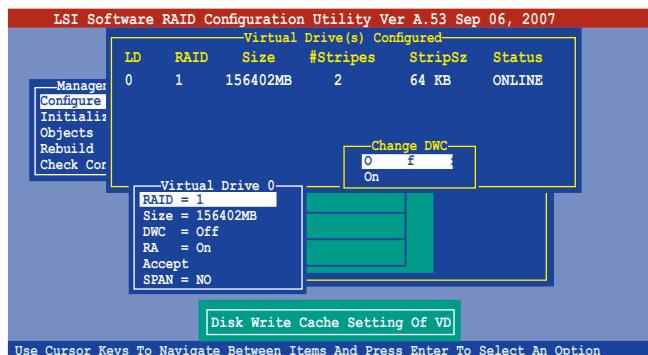 LSI Software RAID Configuration Utility Ver A.53 Sep 06, 2007
Virtual Drive(s) Configured
LD RAID Size #Stripes StripSz Status
0 1 156402MB 2 64 KB ONLINE
Managem
Configure
Initializ
Objects
Rebuild
Check Con
Change DWC
O f f
On
Virtual Drive 0
RAID = 1
Size = 156402MB
DWC = Off
RA = On
Accept
SPAN = NO
Disk Write Cache Setting Of VD
Use Cursor Keys To Navigate Between Items And Press Enter To Select An Option